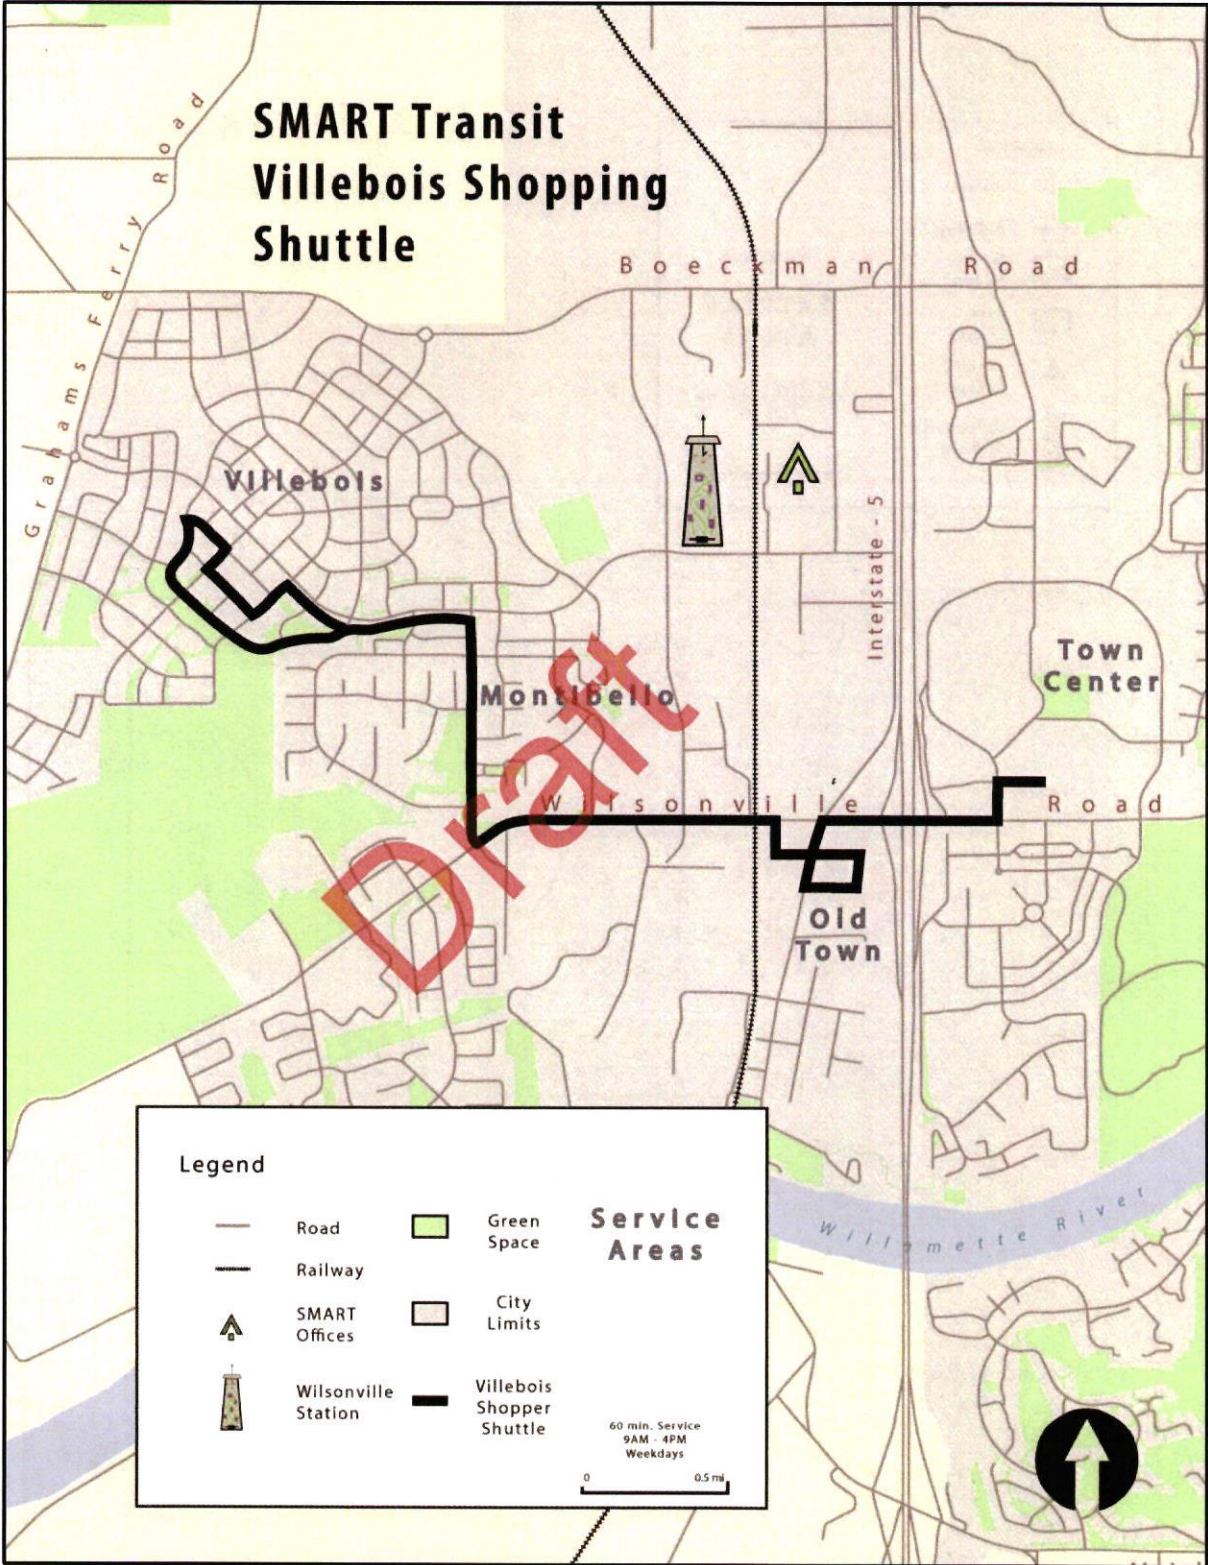 SMART Transit
Villebois Shopping
Shuttle
Grahams Ferry Road
Boeckman Road
Villebois
Interstate - 5
Town
Center
Montibello
Wilsonville Road
Draft
Old
Town
Willamette River
Legend
Road
Railway
SMART
Offices
Wilsonville
Station
Green
Space
City
Limits
Villebois
Shopper
Shuttle
Service
Areas
60 min. Service
9AM - 4PM
Weekdays
0 0.5 mi